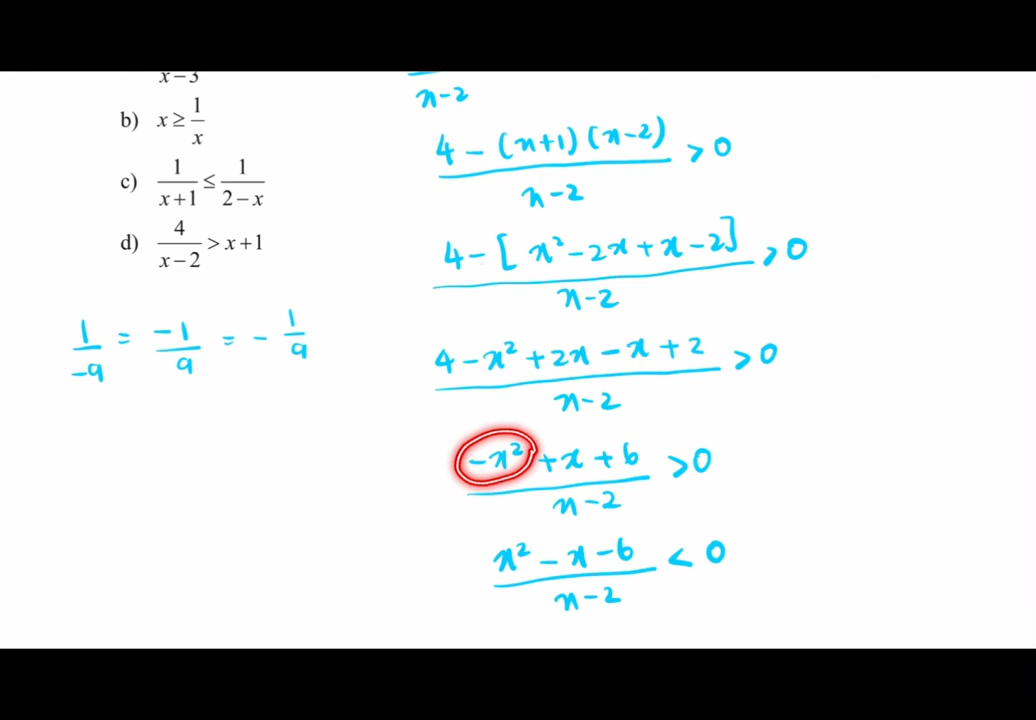 x − 3
b) x ≥ 1/x
c) 1/(x+1) ≤ 1/(2−x)
d) 4/(x−2) > x+1
1/-9 = -1/9 = - 1/9
x-2
(4 - (x+1)(x-2))/(x-2) > 0
(4 - [x² - 2x + x - 2])/(x-2) > 0
(4 - x² + 2x - x + 2)/(x-2) > 0
(-x² + x + 6)/(x-2) > 0
(x² - x - 6)/(x-2) < 0